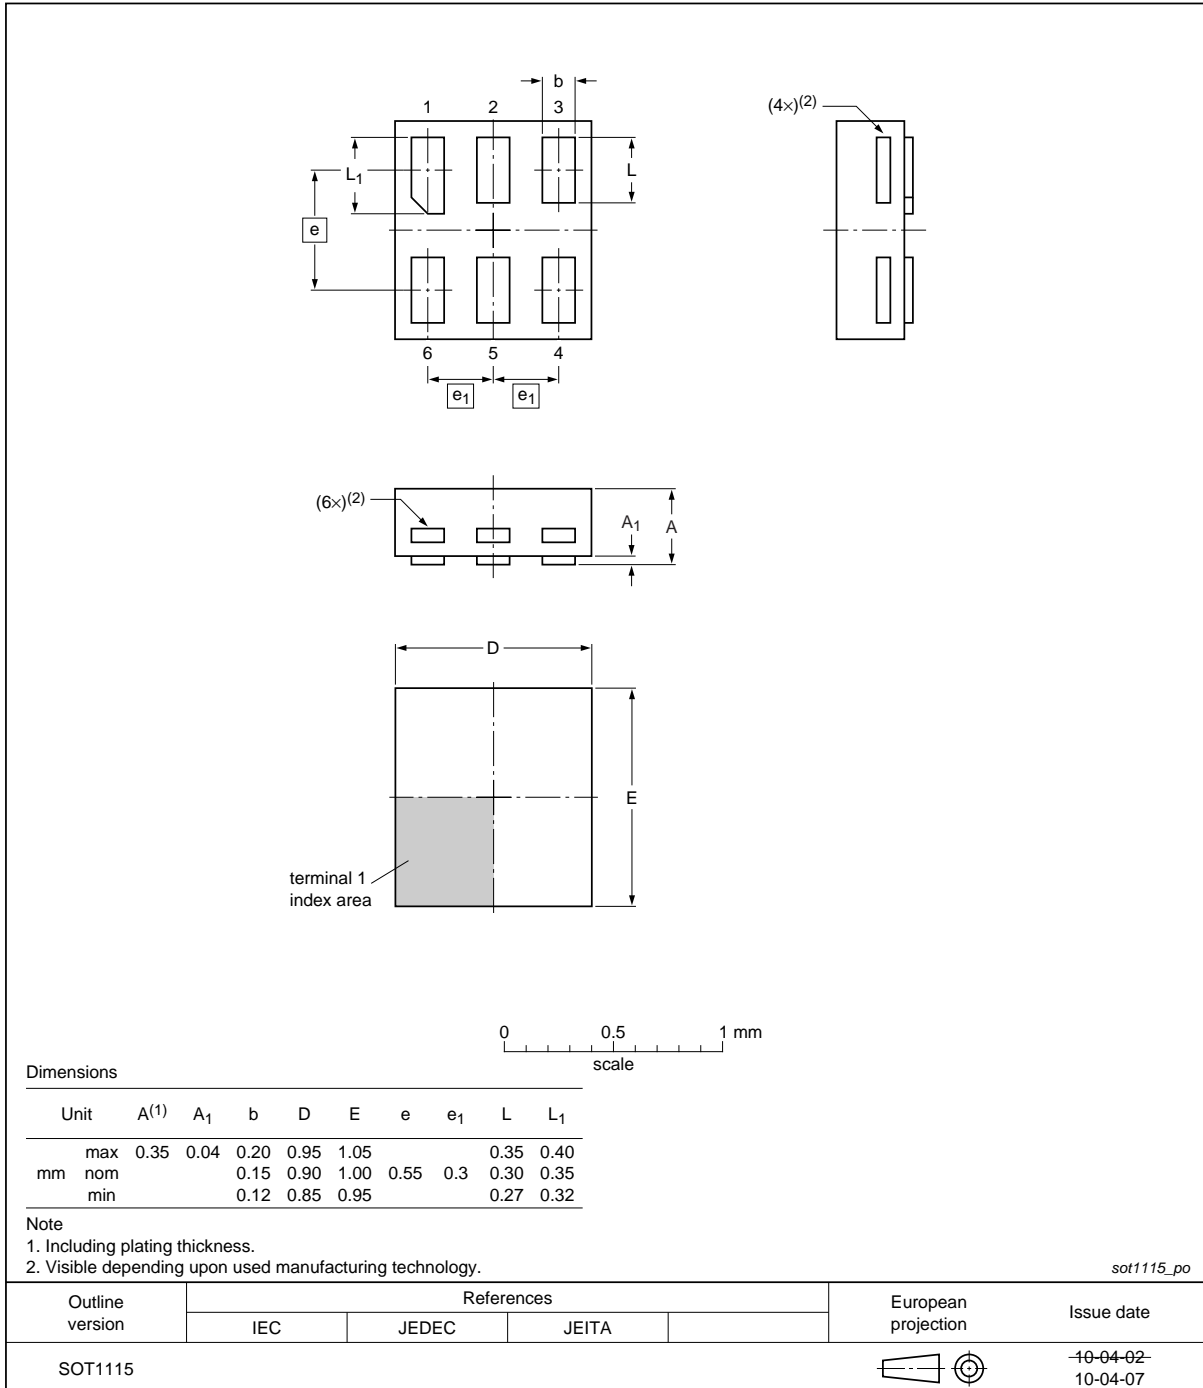 b
1 2 3
(4×)(2)
L1
L
e
6 5 4
e1 e1
(6×)(2)
A1 A
D
E
terminal 1
index area
0 0.5 1 mm
scale
Dimensions
Unit A(1) A1 b D E e e1 L L1
max 0.35 0.04 0.20 0.95 1.05 0.35 0.40
mm nom 0.15 0.90 1.00 0.55 0.3 0.30 0.35
min 0.12 0.85 0.95 0.27 0.32
Note
1. Including plating thickness.
2. Visible depending upon used manufacturing technology.
sot1115_po
Outline
version
References
IEC JEDEC JEITA
European
projection
Issue date
SOT1115
10-04-02
10-04-07